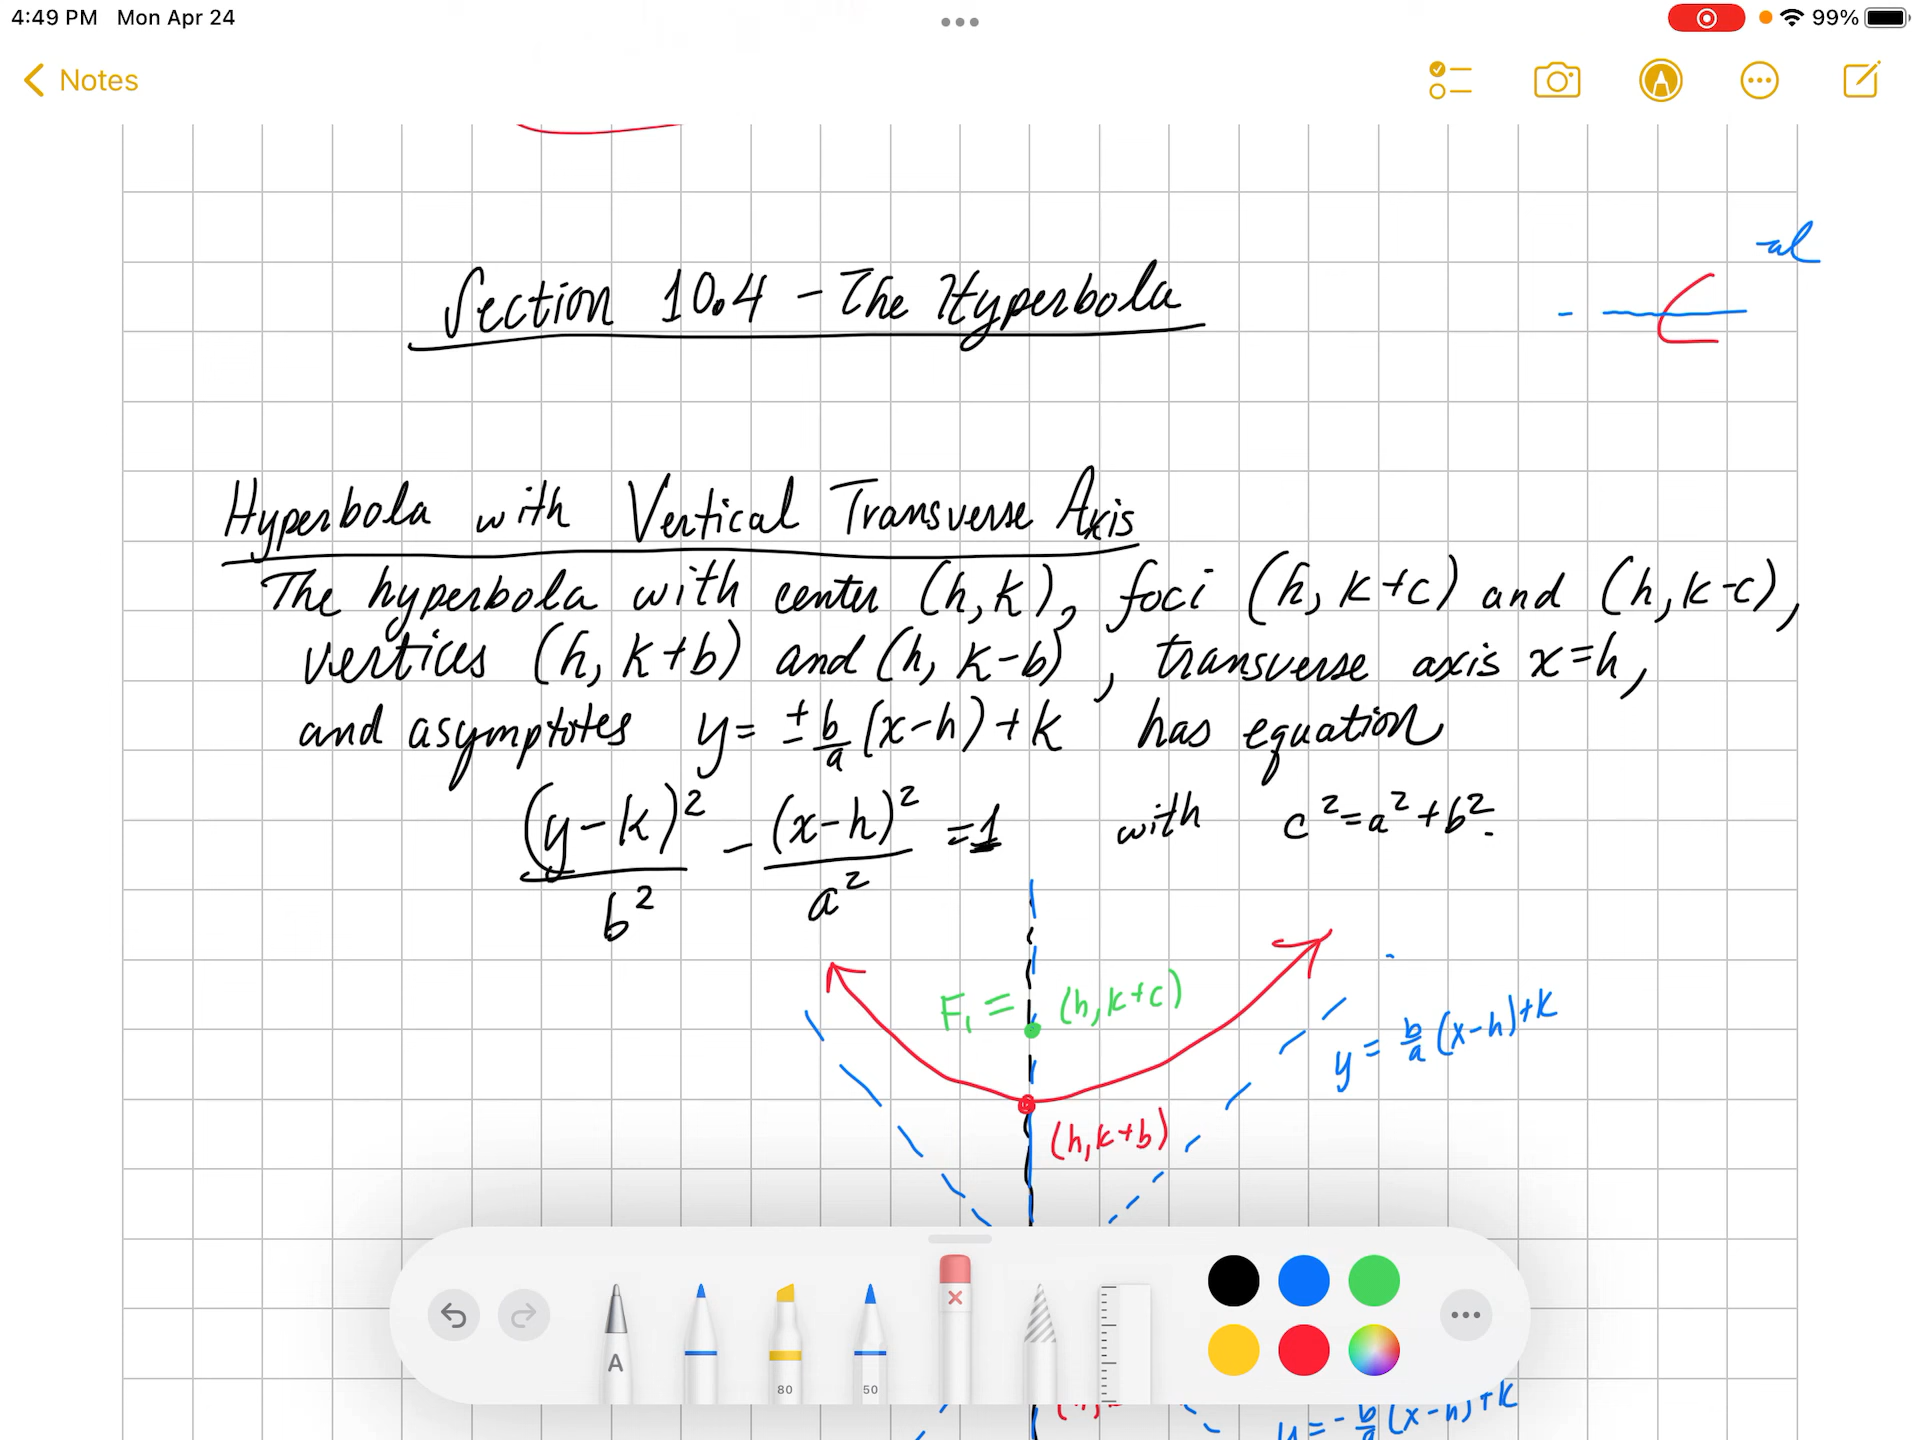 4:49 PM Mon Apr 24
99%
Notes
al
Section 10.4 - The Hyperbola
Hyperbola with Vertical Transverse Axis
The hyperbola with center (h, k), foci (h, k+c) and (h, k-c),
vertices (h, k+b) and (h, k-b), transverse axis x=h,
and asymptotes y= ± b/a (x-h)+k has equation
(y-k)²/b² - (x-h)²/a² =1 with c²=a²+b².
F₁ = (h, k+c)
y = b/a (x-h)+k
(h, k+b)
A
80
50
y = - b/a (x-h)+k